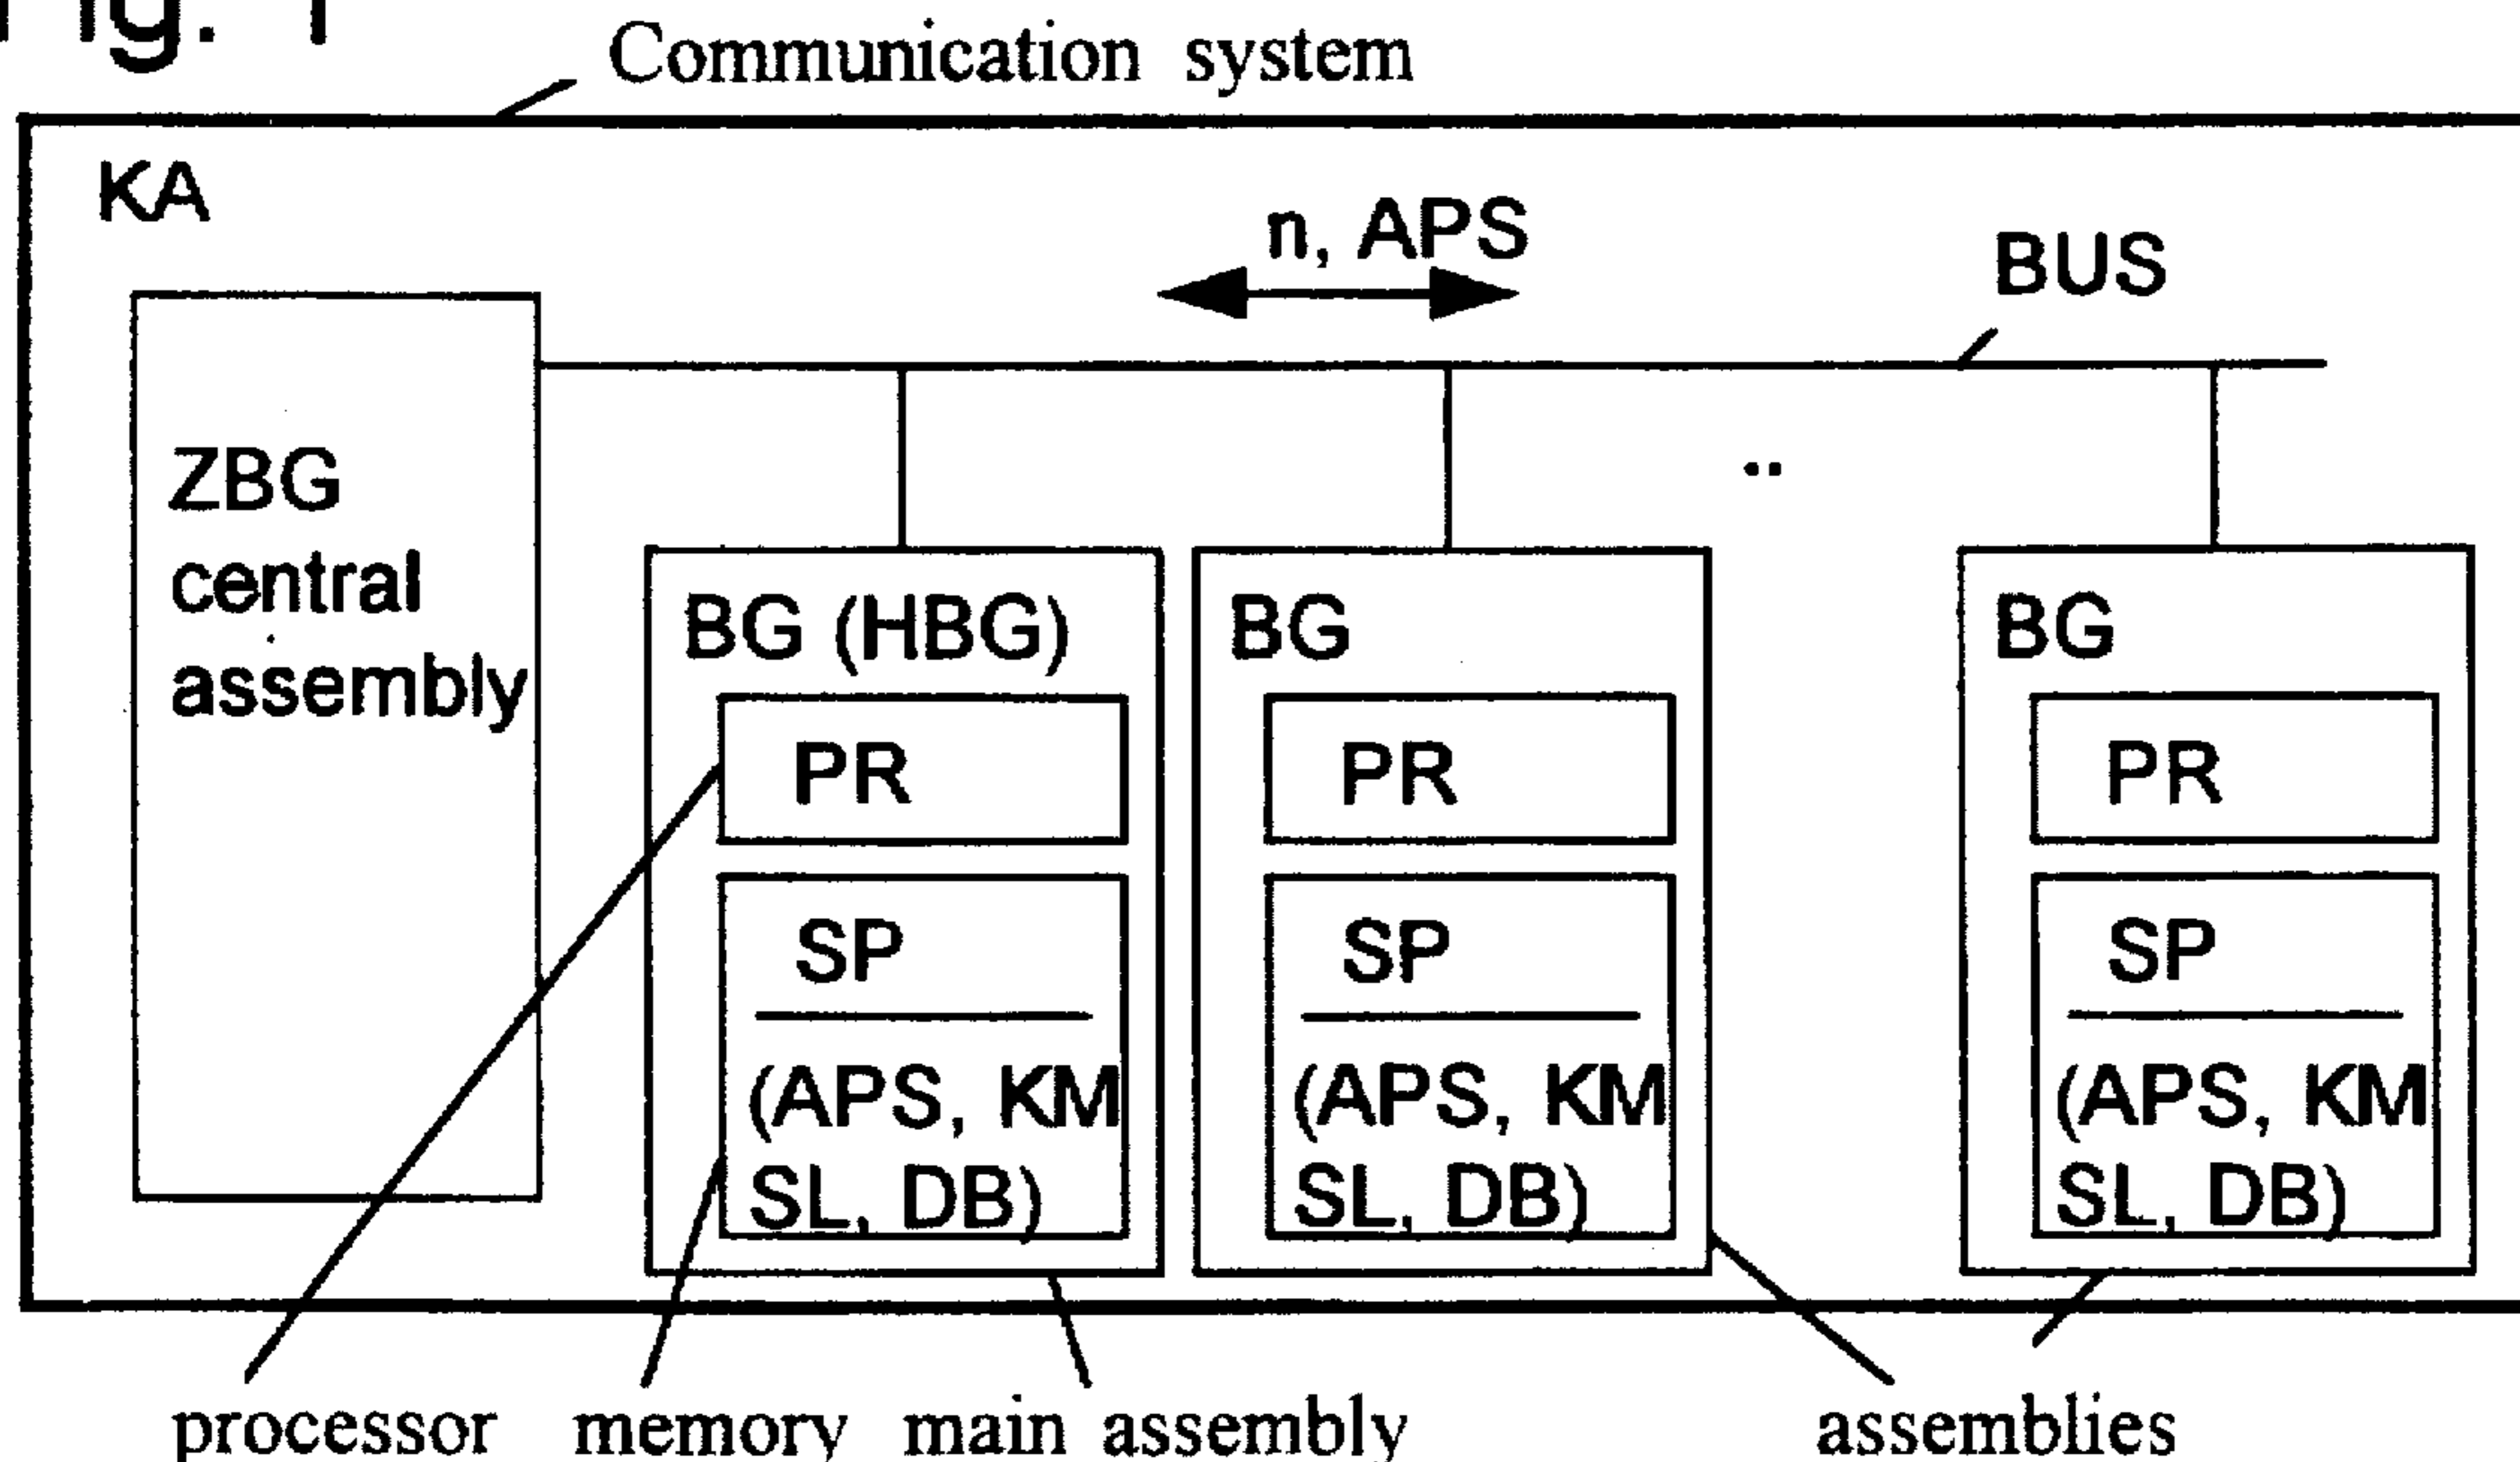 Fig. 1
Communication system
KA
n, APS
BUS
ZBG
central
assembly
..
BG (HBG)
PR
SP
(APS, KM
SL, DB)
BG
PR
SP
(APS, KM
SL, DB)
BG
PR
SP
(APS, KM
SL, DB)
processor
memory
main assembly
assemblies